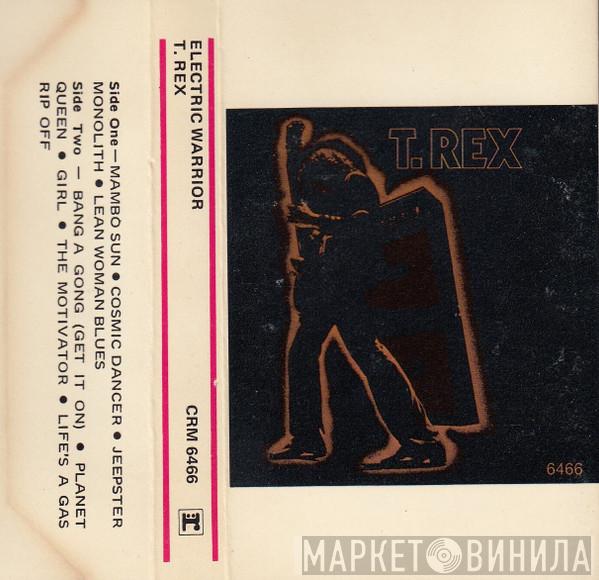 ELECTRIC WARRIOR
T. REX
CRM 6466
Side One — MAMBO SUN ● COSMIC DANCER ● JEEPSTER
MONOLITH ● LEAN WOMAN BLUES
Side Two — BANG A GONG (GET IT ON) ● PLANET
QUEEN ● GIRL ● THE MOTIVATOR ● LIFE'S A GAS
RIP OFF
T. REX
6466
МАРКЕТ ВИНИЛА